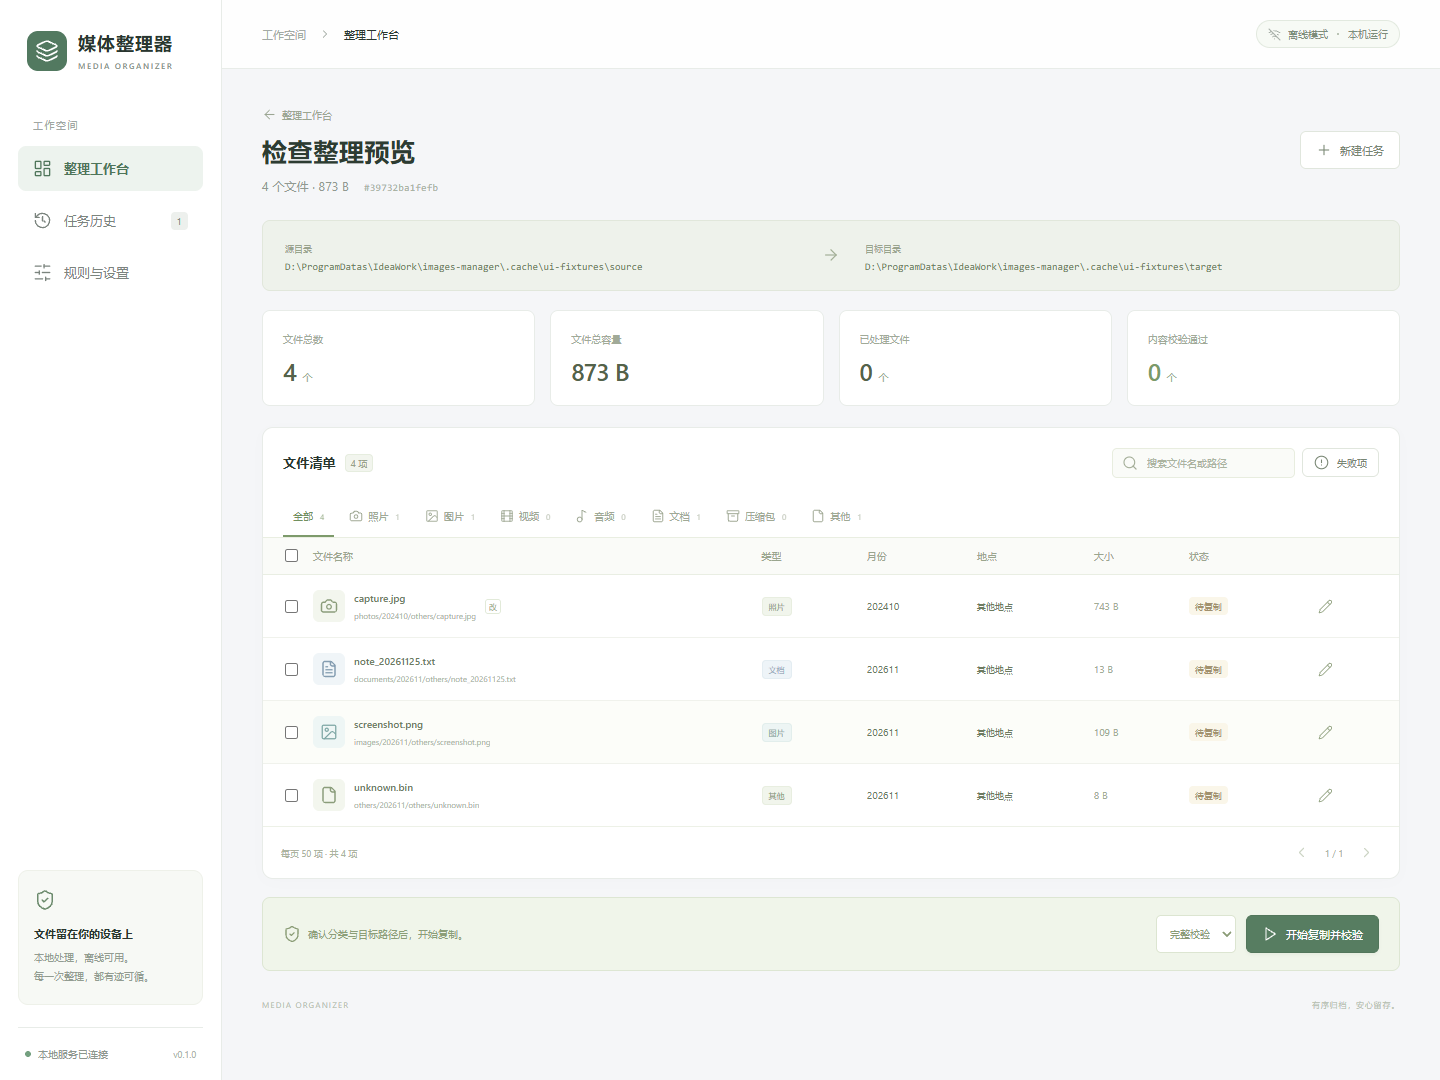 媒体整理器
MEDIA ORGANIZER
工作空间
整理工作台
任务历史 1
规则与设置
文件留在你的设备上
本地处理，离线可用。
每一次整理，都有迹可循。
本地服务已连接 v0.1.0
工作空间 整理工作台
离线模式 · 本机运行
整理工作台
检查整理预览
4 个文件 · 873 B #39732ba1fefb
新建任务
源目录
D:\ProgramDatas\IdeaWork\images-manager\.cache\ui-fixtures\source
目标目录
D:\ProgramDatas\IdeaWork\images-manager\.cache\ui-fixtures\target
文件总数
4 个
文件总容量
873 B
已处理文件
0 个
内容校验通过
0 个
文件清单 4 项
搜索文件名或路径
失败项
全部 4 照片 1 图片 1 视频 0 音频 0 文档 1 压缩包 0 其他 1
文件名称 类型 月份 地点 大小 状态
capture.jpg
photos/202410/others/capture.jpg
改
照片 202410 其他地点 743 B 待复制
note_20261125.txt
documents/202611/others/note_20261125.txt
文档 202611 其他地点 13 B 待复制
screenshot.png
images/202611/others/screenshot.png
图片 202611 其他地点 109 B 待复制
unknown.bin
others/202611/others/unknown.bin
其他 202611 其他地点 8 B 待复制
每页 50 项 · 共 4 项
1 / 1
确认分类与目标路径后，开始复制。
完整校验
开始复制并校验
MEDIA ORGANIZER
有序归档，安心留存。